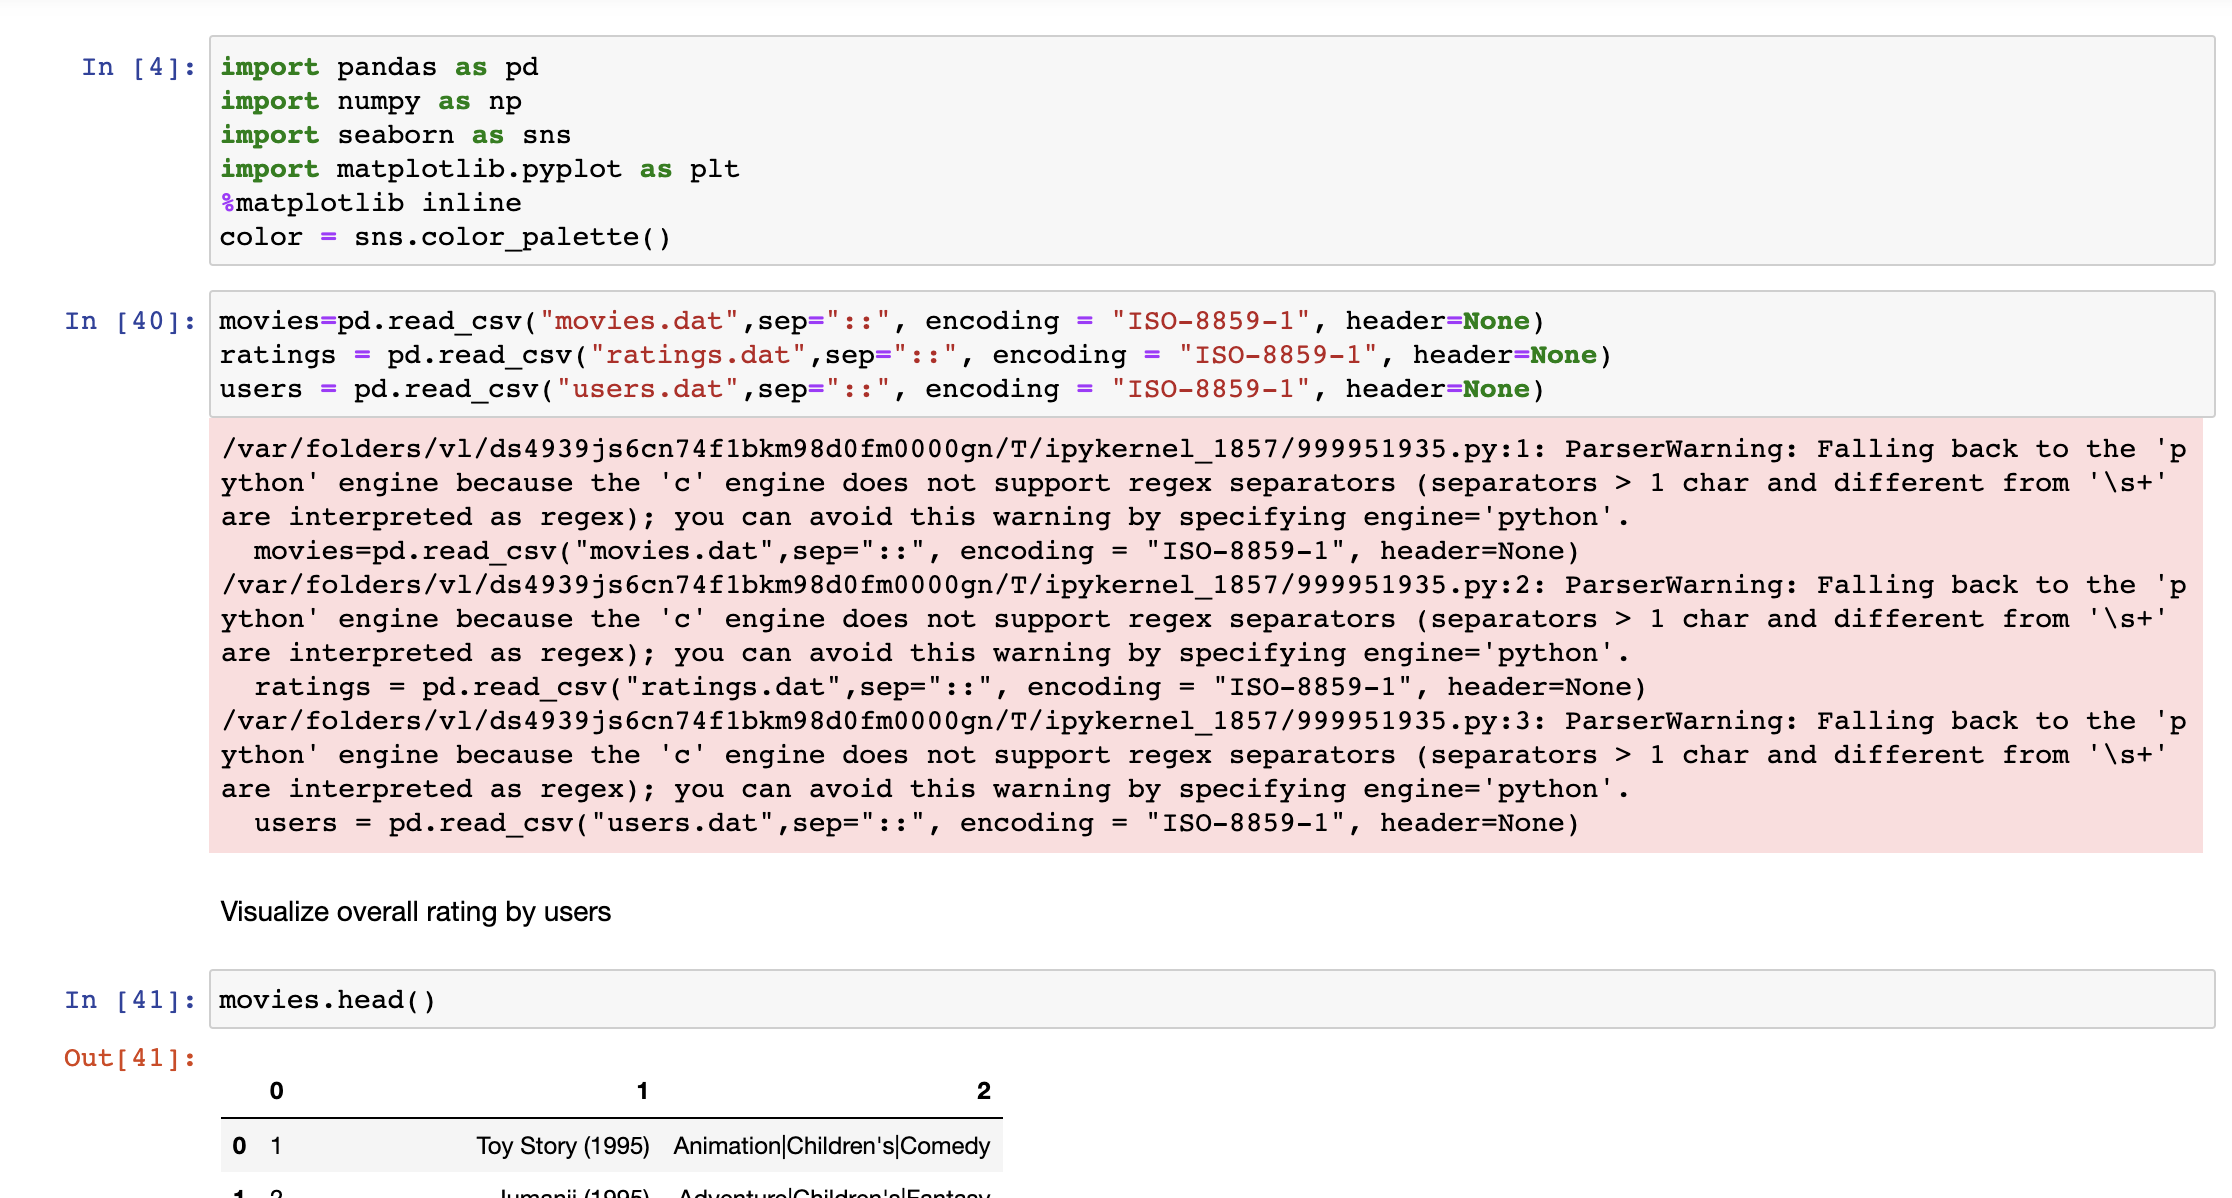 In [4]:
import pandas as pd
import numpy as np
import seaborn as sns
import matplotlib.pyplot as plt
%matplotlib inline
color = sns.color_palette()
In [40]:
movies=pd.read_csv("movies.dat",sep="::", encoding = "ISO-8859-1", header=None)
ratings = pd.read_csv("ratings.dat",sep="::", encoding = "ISO-8859-1", header=None)
users = pd.read_csv("users.dat",sep="::", encoding = "ISO-8859-1", header=None)
/var/folders/vl/ds4939js6cn74f1bkm98d0fm0000gn/T/ipykernel_1857/999951935.py:1: ParserWarning: Falling back to the 'p
ython' engine because the 'c' engine does not support regex separators (separators > 1 char and different from '\s+'
are interpreted as regex); you can avoid this warning by specifying engine='python'.
movies=pd.read_csv("movies.dat",sep="::", encoding = "ISO-8859-1", header=None)
/var/folders/vl/ds4939js6cn74f1bkm98d0fm0000gn/T/ipykernel_1857/999951935.py:2: ParserWarning: Falling back to the 'p
ython' engine because the 'c' engine does not support regex separators (separators > 1 char and different from '\s+'
are interpreted as regex); you can avoid this warning by specifying engine='python'.
ratings = pd.read_csv("ratings.dat",sep="::", encoding = "ISO-8859-1", header=None)
/var/folders/vl/ds4939js6cn74f1bkm98d0fm0000gn/T/ipykernel_1857/999951935.py:3: ParserWarning: Falling back to the 'p
ython' engine because the 'c' engine does not support regex separators (separators > 1 char and different from '\s+'
are interpreted as regex); you can avoid this warning by specifying engine='python'.
users = pd.read_csv("users.dat",sep="::", encoding = "ISO-8859-1", header=None)
Visualize overall rating by users
In [41]:
movies.head()
Out[41]:
0 1 2
0 1 Toy Story (1995) Animation|Children's|Comedy
1 2 Jumanji (1995) Adventure|Children's|Fantasy